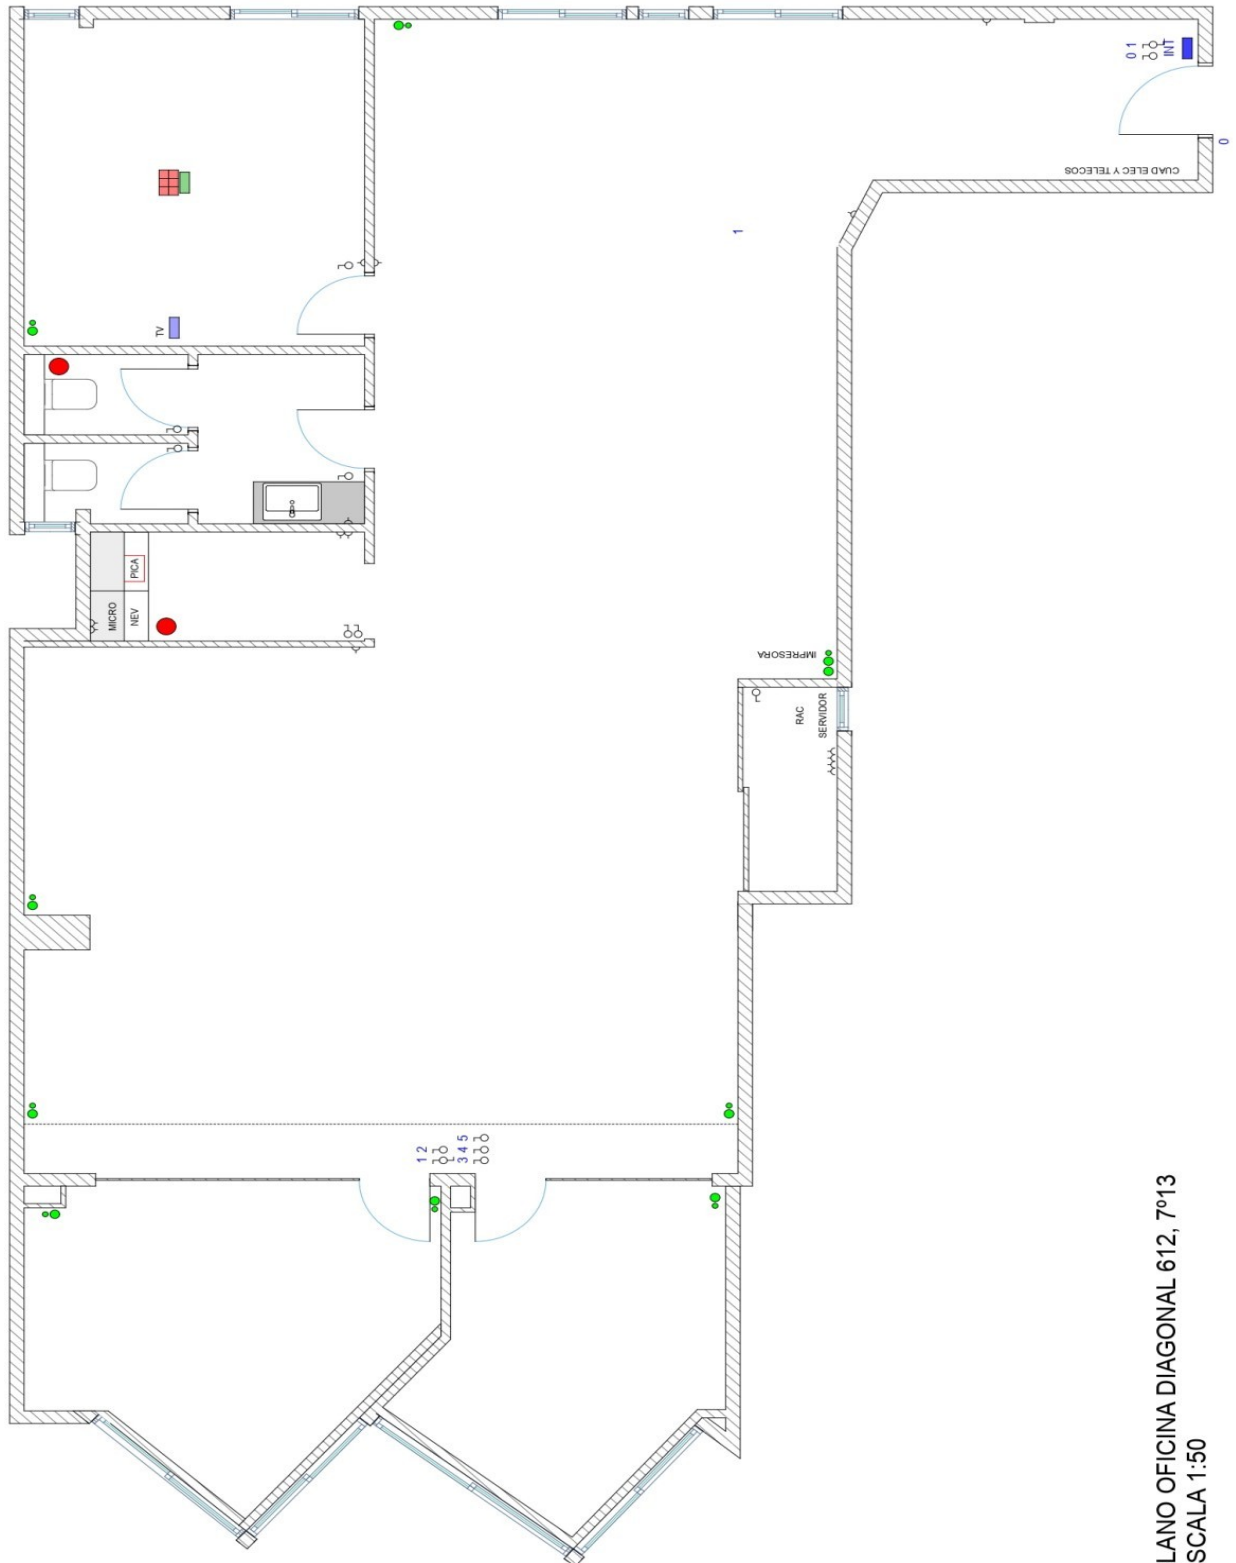 0 1
INT
0
CUAD ELEC Y TELECOS
1
TV
PICA
MICRO
NEV
IMPRESORA
RAC
SERVIDOR
1 2
3 4 5
LANO OFICINA DIAGONAL 612, 7º13
SCALA 1:50